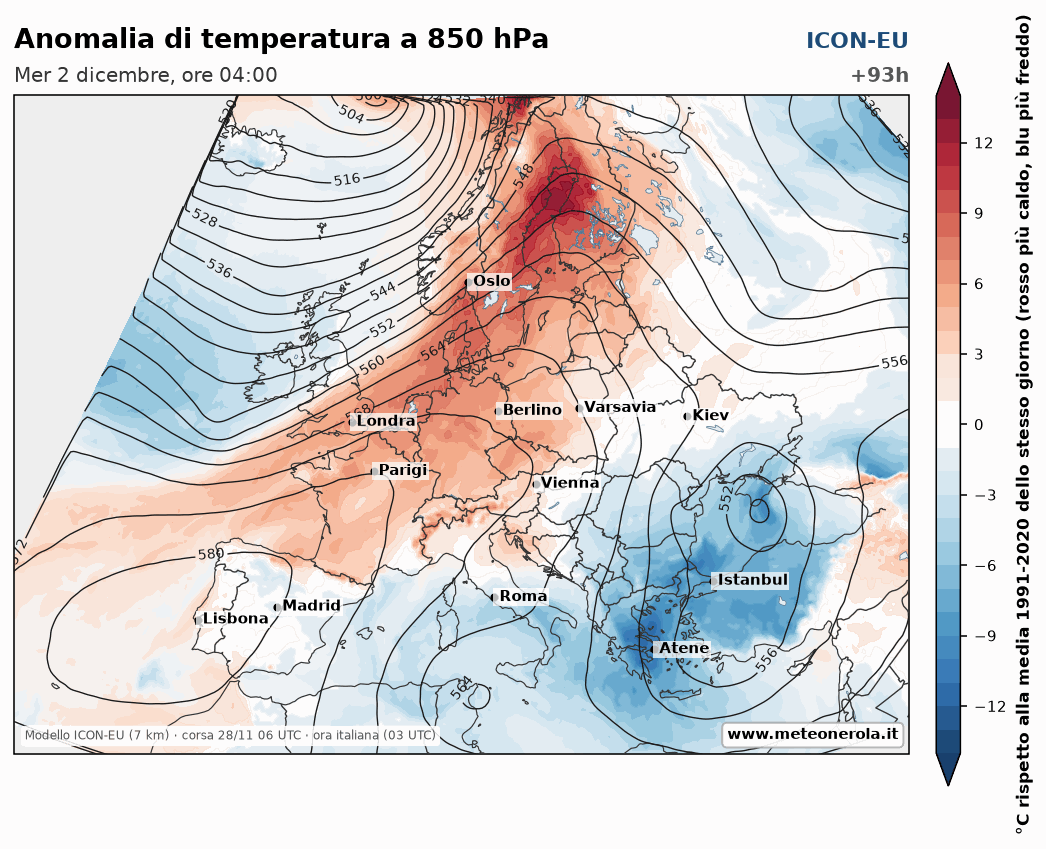 Anomalia di temperatura a 850 hPa
ICON-EU
Mer 2 dicembre, ore 04:00
+93h
504
516
528
536
544
552
560
564
548
520
536
556
580
572
552
556
564
Oslo
Londra
Berlino
Varsavia
Kiev
Parigi
Vienna
Istanbul
Roma
Madrid
Lisbona
Atene
Modello ICON-EU (7 km) · corsa 28/11 06 UTC · ora italiana (03 UTC)
www.meteonerola.it
12
9
6
3
0
−3
−6
−9
−12
°C rispetto alla media 1991-2020 dello stesso giorno (rosso più caldo, blu più freddo)